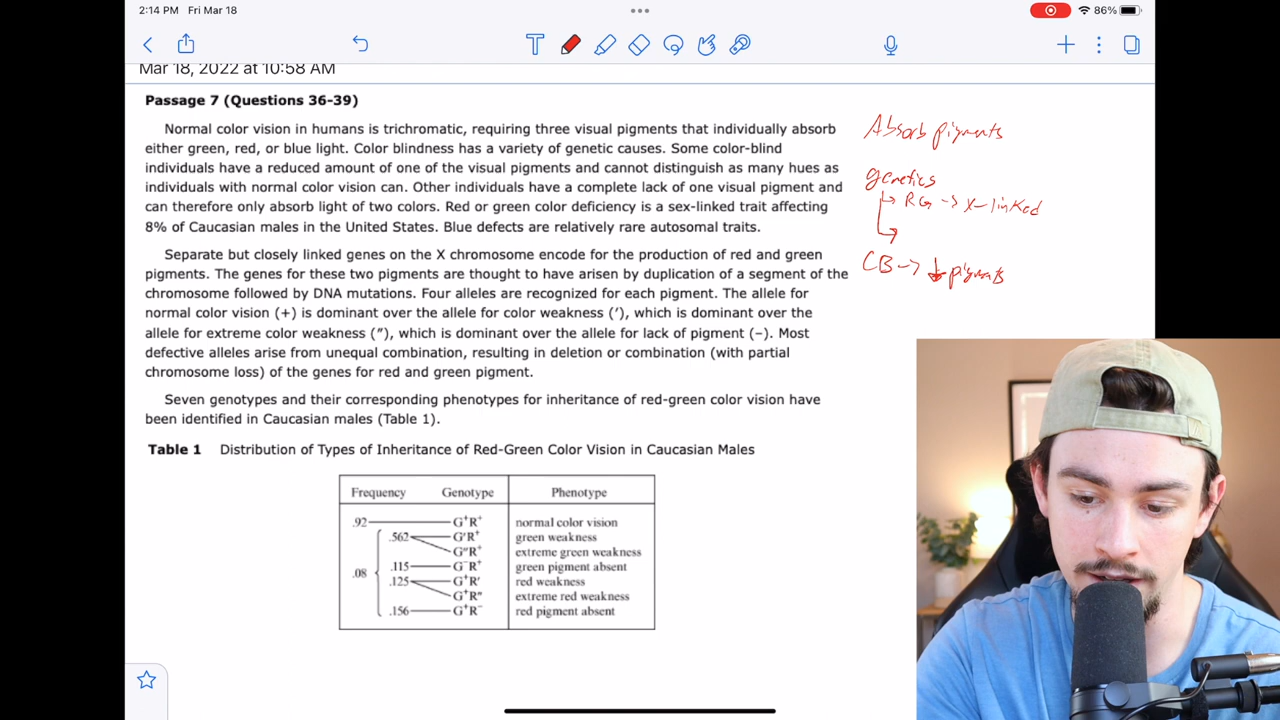 2:14 PM Fri Mar 18
86%
Mar 18, 2022 at 10:58 AM
Passage 7 (Questions 36-39)
Normal color vision in humans is trichromatic, requiring three visual pigments that individually absorb
either green, red, or blue light. Color blindness has a variety of genetic causes. Some color-blind
individuals have a reduced amount of one of the visual pigments and cannot distinguish as many hues as
individuals with normal color vision can. Other individuals have a complete lack of one visual pigment and
can therefore only absorb light of two colors. Red or green color deficiency is a sex-linked trait affecting
8% of Caucasian males in the United States. Blue defects are relatively rare autosomal traits.
Separate but closely linked genes on the X chromosome encode for the production of red and green
pigments. The genes for these two pigments are thought to have arisen by duplication of a segment of the
chromosome followed by DNA mutations. Four alleles are recognized for each pigment. The allele for
normal color vision (+) is dominant over the allele for color weakness (′), which is dominant over the
allele for extreme color weakness (″), which is dominant over the allele for lack of pigment (–). Most
defective alleles arise from unequal combination, resulting in deletion or combination (with partial
chromosome loss) of the genes for red and green pigment.
Seven genotypes and their corresponding phenotypes for inheritance of red-green color vision have
been identified in Caucasian males (Table 1).
Table 1 Distribution of Types of Inheritance of Red-Green Color Vision in Caucasian Males
Frequency Genotype Phenotype
.92 G⁺R⁺ normal color vision
.562 G′R⁺ green weakness
G″R⁺ extreme green weakness
.08 .115 G⁻R⁺ green pigment absent
.125 G⁺R′ red weakness
G⁺R″ extreme red weakness
.156 G⁺R⁻ red pigment absent
Absorb pigments
genetics
↳ RG → X-linked
CB → ↓ pigments